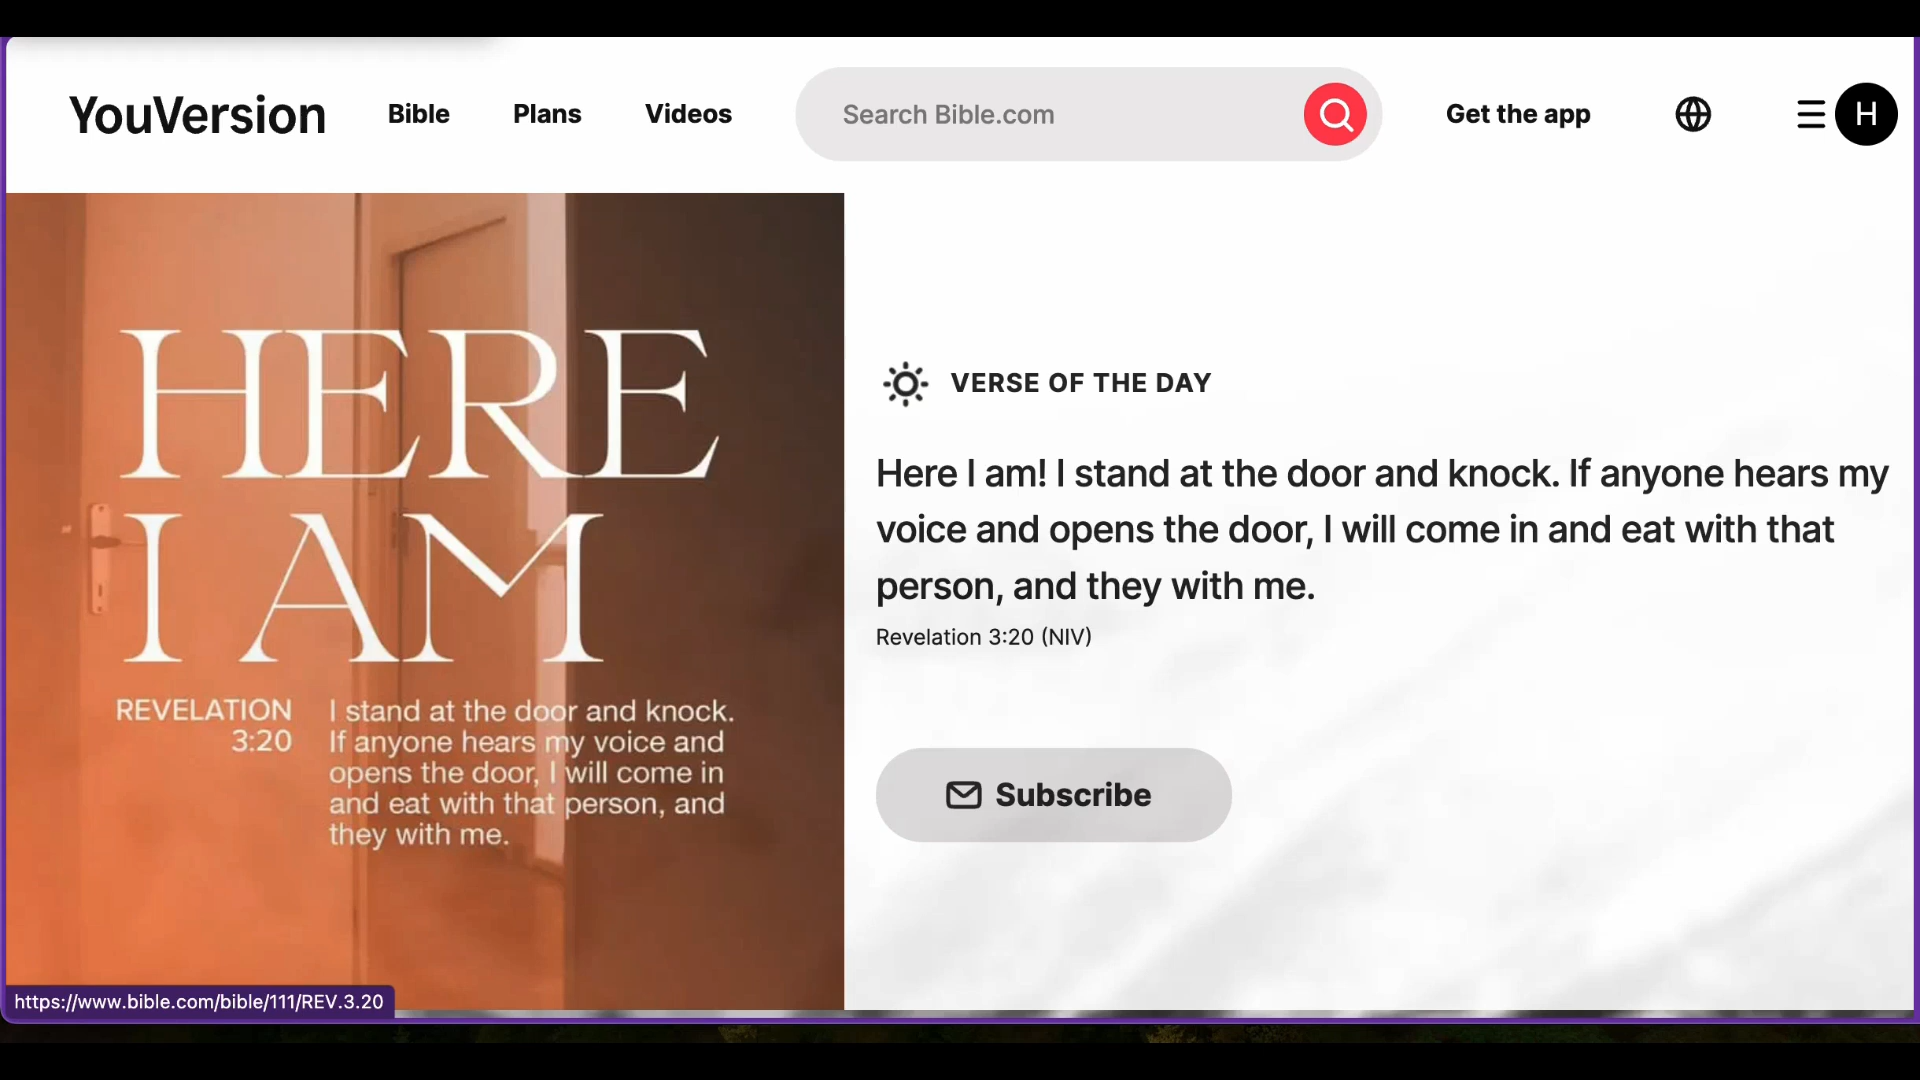 YouVersion Bible Plans Videos Search Bible.com Get the app H
HERE
I AM
REVELATION
3:20
I stand at the door and knock.
If anyone hears my voice and
opens the door, I will come in
and eat with that person, and
they with me.
VERSE OF THE DAY
Here I am! I stand at the door and knock. If anyone hears my
voice and opens the door, I will come in and eat with that
person, and they with me.
Revelation 3:20 (NIV)
Subscribe
https://www.bible.com/bible/111/REV.3.20